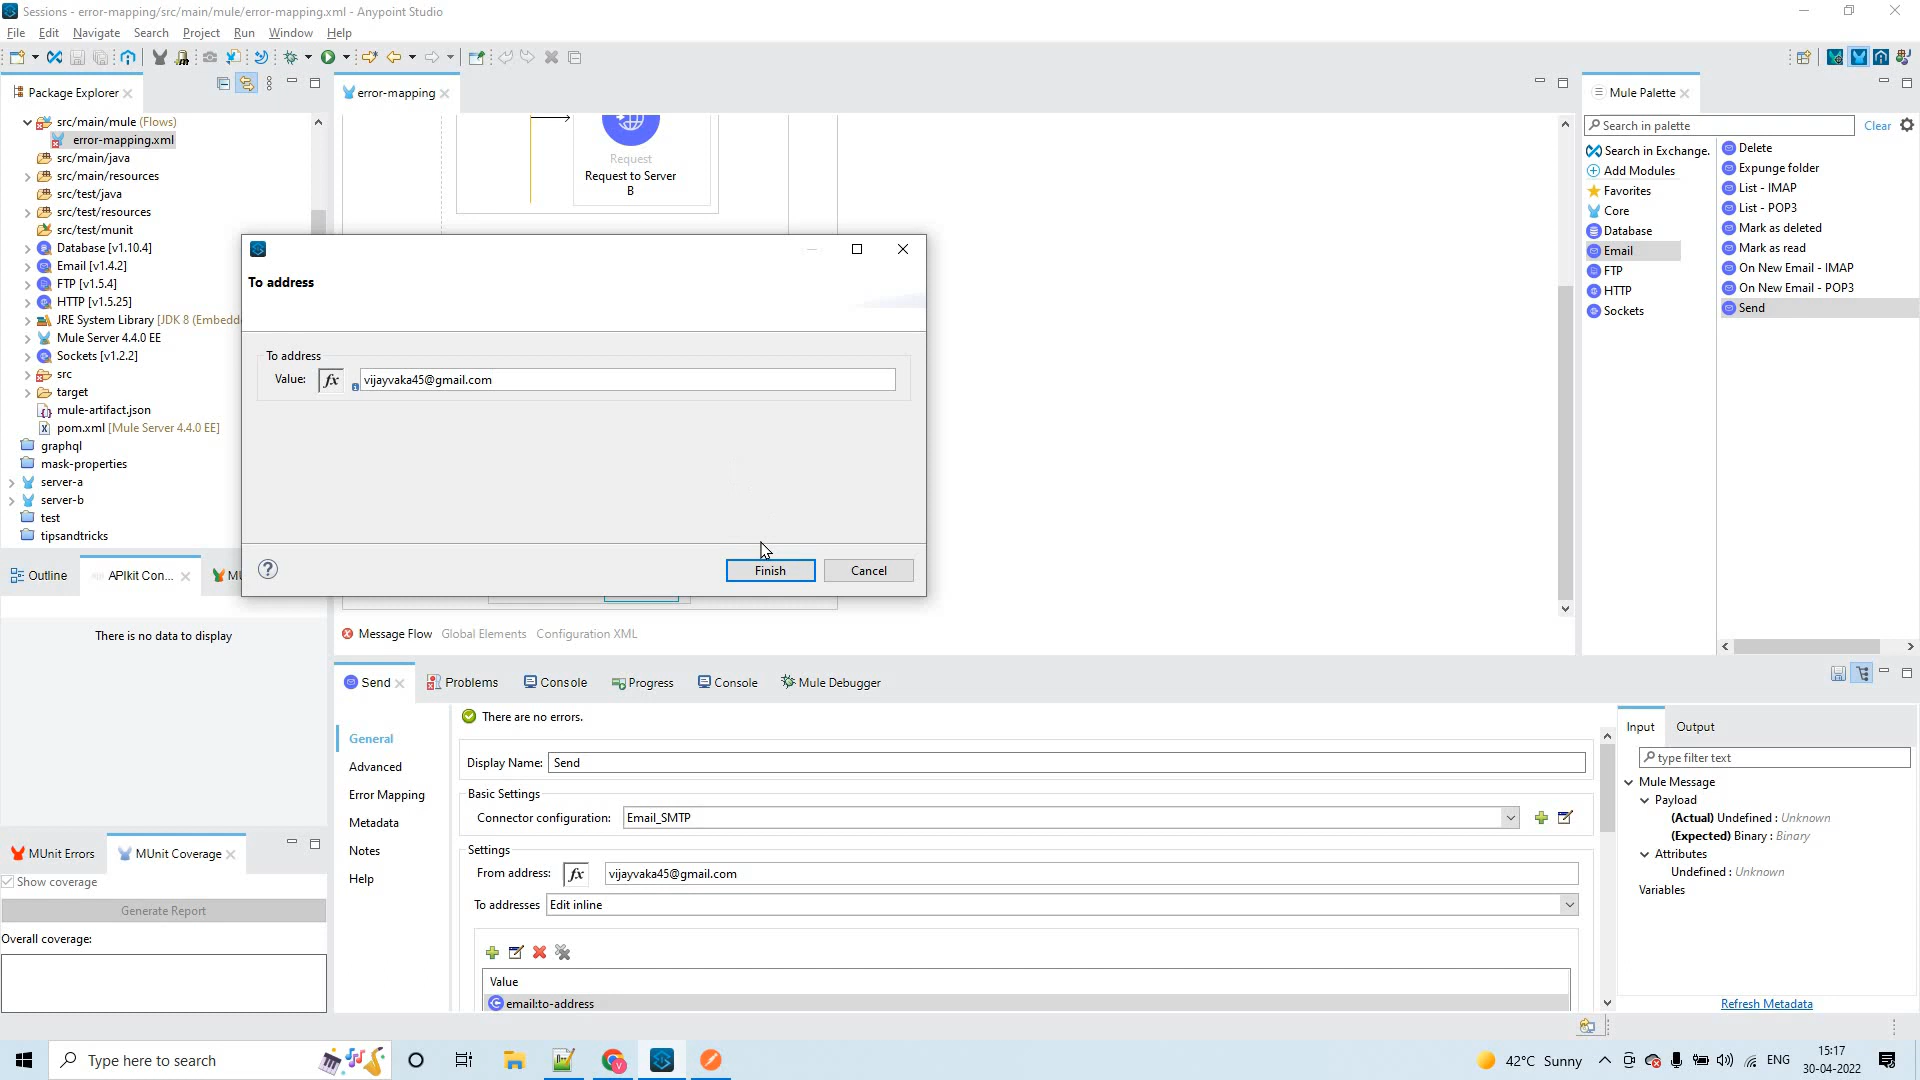 Sessions - error-mapping/src/main/mule/error-mapping.xml - Anypoint Studio
File Edit Navigate Search Project Run Window Help
Package Explorer
src/main/mule (Flows)
error-mapping.xml
src/main/java
src/main/resources
src/test/java
src/test/resources
src/test/munit
Database [v1.10.4]
Email [v1.4.2]
FTP [v1.5.4]
HTTP [v1.5.25]
JRE System Library [JDK 8 (Embedd
Mule Server 4.4.0 EE
Sockets [v1.2.2]
src
target
mule-artifact.json
pom.xml [Mule Server 4.4.0 EE]
graphql
mask-properties
server-a
server-b
test
tipsandtricks
error-mapping
Request
Request to Server
B
To address
To address
Value: fx vijayvaka45@gmail.com
Finish Cancel
Mule Palette
Search in palette Clear
Search in Exchange.
Add Modules
Favorites
Core
Database
Email
FTP
HTTP
Sockets
Delete
Expunge folder
List - IMAP
List - POP3
Mark as deleted
Mark as read
On New Email - IMAP
On New Email - POP3
Send
Outline APIkit Con... MU
There is no data to display
MUnit Errors MUnit Coverage
Show coverage
Generate Report
Overall coverage:
Message Flow Global Elements Configuration XML
Send Problems Console Progress Console Mule Debugger
General
Advanced
Error Mapping
Metadata
Notes
Help
There are no errors.
Display Name: Send
Basic Settings
Connector configuration: Email_SMTP
Settings
From address: fx vijayvaka45@gmail.com
To addresses Edit inline
Value
email:to-address
Input Output
type filter text
Mule Message
Payload
(Actual) Undefined : Unknown
(Expected) Binary : Binary
Attributes
Undefined : Unknown
Variables
Refresh Metadata
Type here to search
42°C Sunny
ENG
15:17
30-04-2022